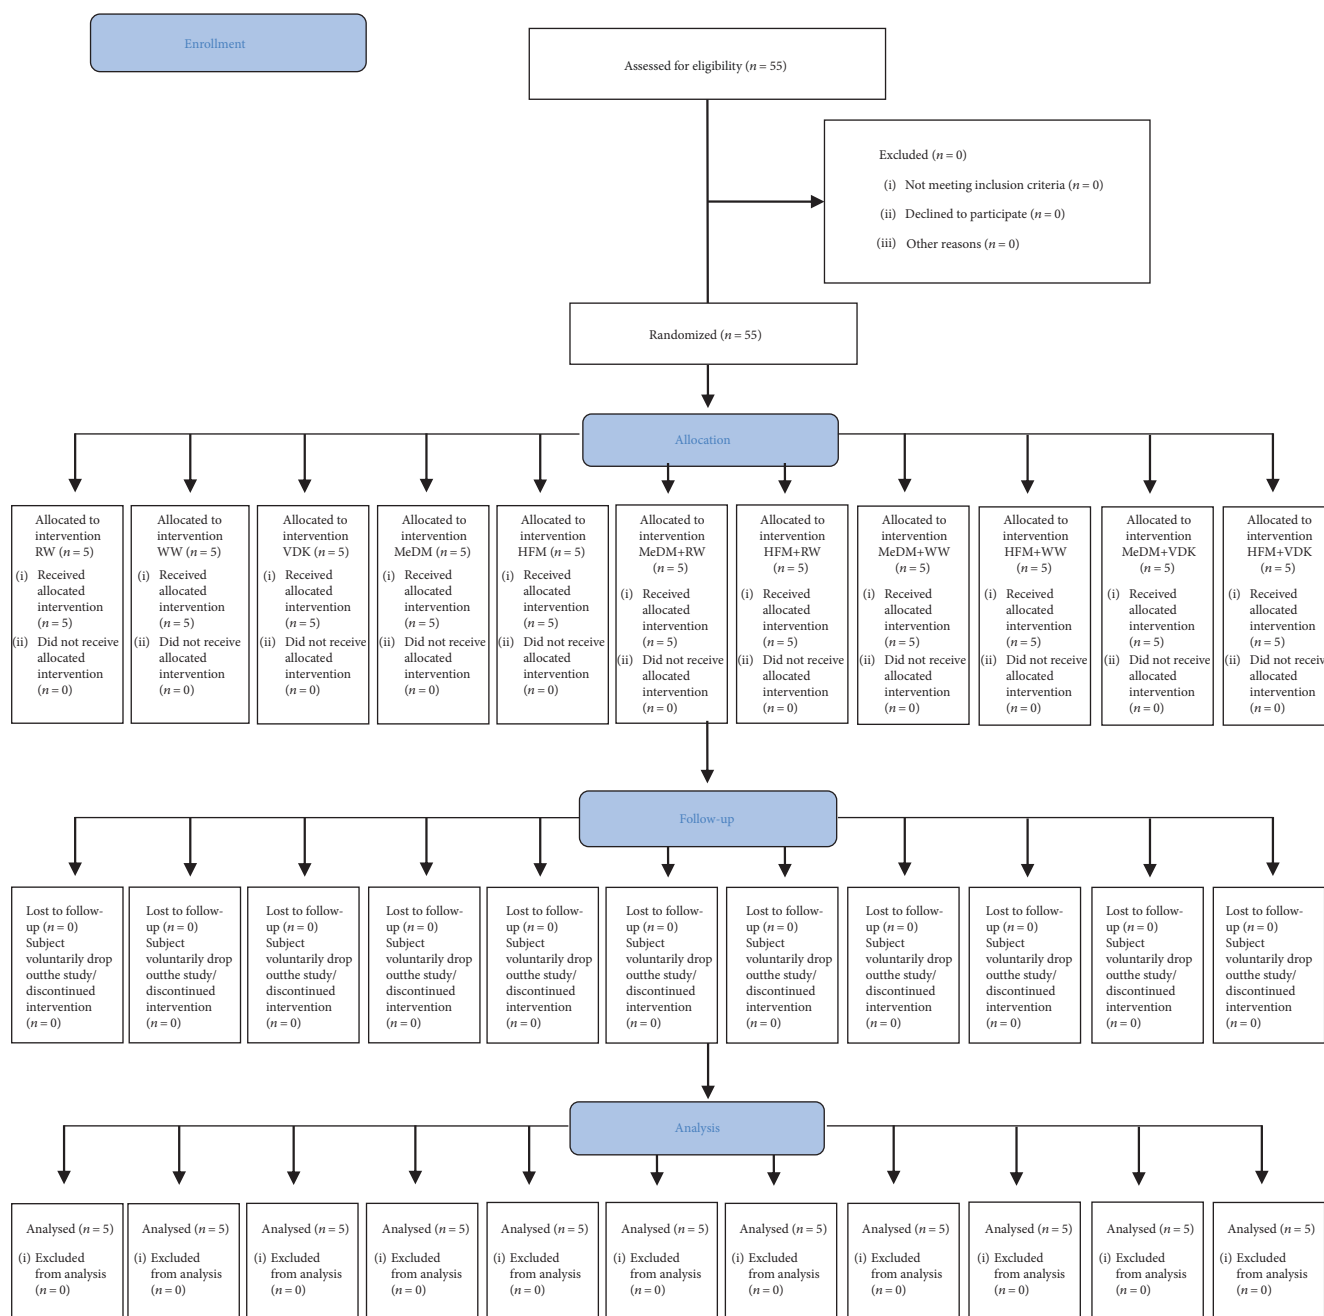 Enrollment
Assessed for eligibility (n = 55)
Excluded (n = 0)
(i) Not meeting inclusion criteria (n = 0)
(ii) Declined to participate (n = 0)
(iii) Other reasons (n = 0)
Randomized (n = 55)
Allocation
Allocated to
intervention
RW (n = 5)
(i) Received
allocated
intervention
(n = 5)
(ii) Did not receive
allocated
intervention
(n = 0)
Allocated to
intervention
WW (n = 5)
(i) Received
allocated
intervention
(n = 5)
(ii) Did not receive
allocated
intervention
(n = 0)
Allocated to
intervention
VDK (n = 5)
(i) Received
allocated
intervention
(n = 5)
(ii) Did not receive
allocated
intervention
(n = 0)
Allocated to
intervention
MeDM (n = 5)
(i) Received
allocated
intervention
(n = 5)
(ii) Did not receive
allocated
intervention
(n = 0)
Allocated to
intervention
HFM (n = 5)
(i) Received
allocated
intervention
(n = 5)
(ii) Did not receive
allocated
intervention
(n = 0)
Allocated to
intervention
MeDM+RW
(n = 5)
(i) Received
allocated
intervention
(n = 5)
(ii) Did not receive
allocated
intervention
(n = 0)
Allocated to
intervention
HFM+RW
(n = 5)
(i) Received
allocated
intervention
(n = 5)
(ii) Did not receive
allocated
intervention
(n = 0)
Allocated to
intervention
MeDM+WW
(n = 5)
(i) Received
allocated
intervention
(n = 5)
(ii) Did not receive
allocated
intervention
(n = 0)
Allocated to
intervention
HFM+WW
(n = 5)
(i) Received
allocated
intervention
(n = 5)
(ii) Did not receive
allocated
intervention
(n = 0)
Allocated to
intervention
MeDM+VDK
(n = 5)
(i) Received
allocated
intervention
(n = 5)
(ii) Did not receive
allocated
intervention
(n = 0)
Allocated to
intervention
HFM+VDK
(n = 5)
(i) Received
allocated
intervention
(n = 5)
(ii) Did not receive
allocated
intervention
(n = 0)
Follow-up
Lost to follow-
up (n = 0)
Subject
voluntarily drop
outthe study/
discontinued
intervention
(n = 0)
Lost to follow-
up (n = 0)
Subject
voluntarily drop
outthe study/
discontinued
intervention
(n = 0)
Lost to follow-
up (n = 0)
Subject
voluntarily drop
outthe study/
discontinued
intervention
(n = 0)
Lost to follow-
up (n = 0)
Subject
voluntarily drop
outthe study/
discontinued
intervention
(n = 0)
Lost to follow-
up (n = 0)
Subject
voluntarily drop
outthe study/
discontinued
intervention
(n = 0)
Lost to follow-
up (n = 0)
Subject
voluntarily drop
outthe study/
discontinued
intervention
(n = 0)
Lost to follow-
up (n = 0)
Subject
voluntarily drop
outthe study/
discontinued
intervention
(n = 0)
Lost to follow-
up (n = 0)
Subject
voluntarily drop
outthe study/
discontinued
intervention
(n = 0)
Lost to follow-
up (n = 0)
Subject
voluntarily drop
outthe study/
discontinued
intervention
(n = 0)
Lost to follow-
up (n = 0)
Subject
voluntarily drop
outthe study/
discontinued
intervention
(n = 0)
Lost to follow-
up (n = 0)
Subject
voluntarily drop
outthe study/
discontinued
intervention
(n = 0)
Analysis
Analysed (n = 5)
(i) Excluded
from analysis
(n = 0)
Analysed (n = 5)
(i) Excluded
from analysis
(n = 0)
Analysed (n = 5)
(i) Excluded
from analysis
(n = 0)
Analysed (n = 5)
(i) Excluded
from analysis
(n = 0)
Analysed (n = 5)
(i) Excluded
from analysis
(n = 0)
Analysed (n = 5)
(i) Excluded
from analysis
(n = 0)
Analysed (n = 5)
(i) Excluded
from analysis
(n = 0)
Analysed (n = 5)
(i) Excluded
from analysis
(n = 0)
Analysed (n = 5)
(i) Excluded
from analysis
(n = 0)
Analysed (n = 5)
(i) Excluded
from analysis
(n = 0)
Analysed (n = 5)
(i) Excluded
from analysis
(n = 0)